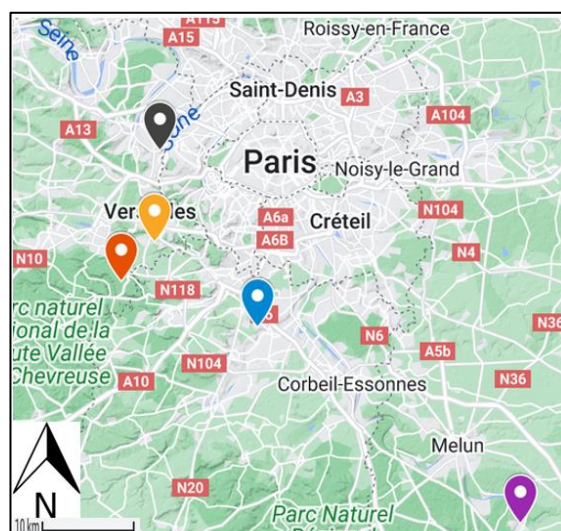 A115
Roissy-en-France
Seine
A15
Saint-Denis
A3
A104
A13
Paris
Noisy-le-Grand
N104
A6a
Créteil
A6B
N4
N10
N118
rc naturel
ional de la
ute Vallée
Chevreuse
N6
N36
A5b
N104
A10
N36
Corbeil-Essonnes
Melun
N20
Parc Naturel
N
10 km